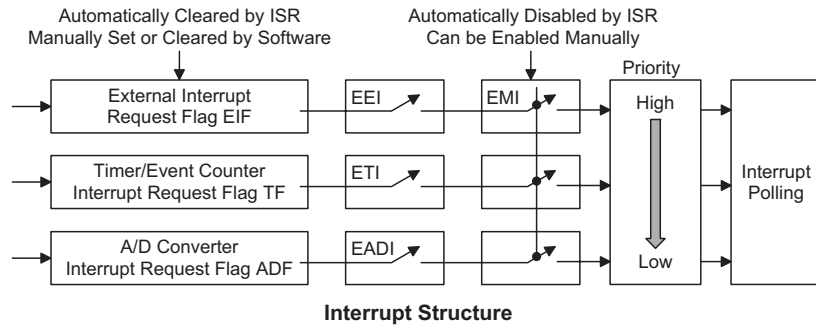 Automatically Cleared by ISR
Manually Set or Cleared by Software
Automatically Disabled by ISR
Can be Enabled Manually
Priority
External Interrupt
Request Flag EIF
EEI
EMI
High
Timer/Event Counter
Interrupt Request Flag TF
ETI
Interrupt
Polling
A/D Converter
Interrupt Request Flag ADF
EADI
Low
Interrupt Structure